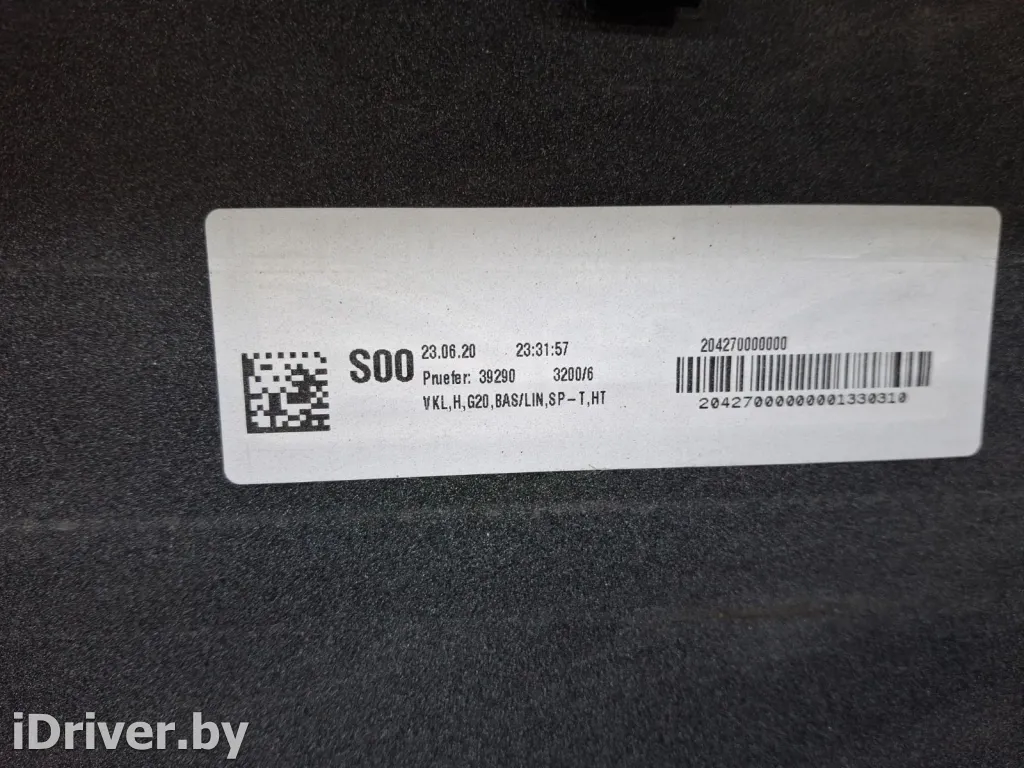 S00 23.06.20 23:31:57
Pruefer: 39290 3200/6
VKL,H,G20,BAS/LIN,SP-T,HT
204270000000
20427000000001330310
iDriver.by